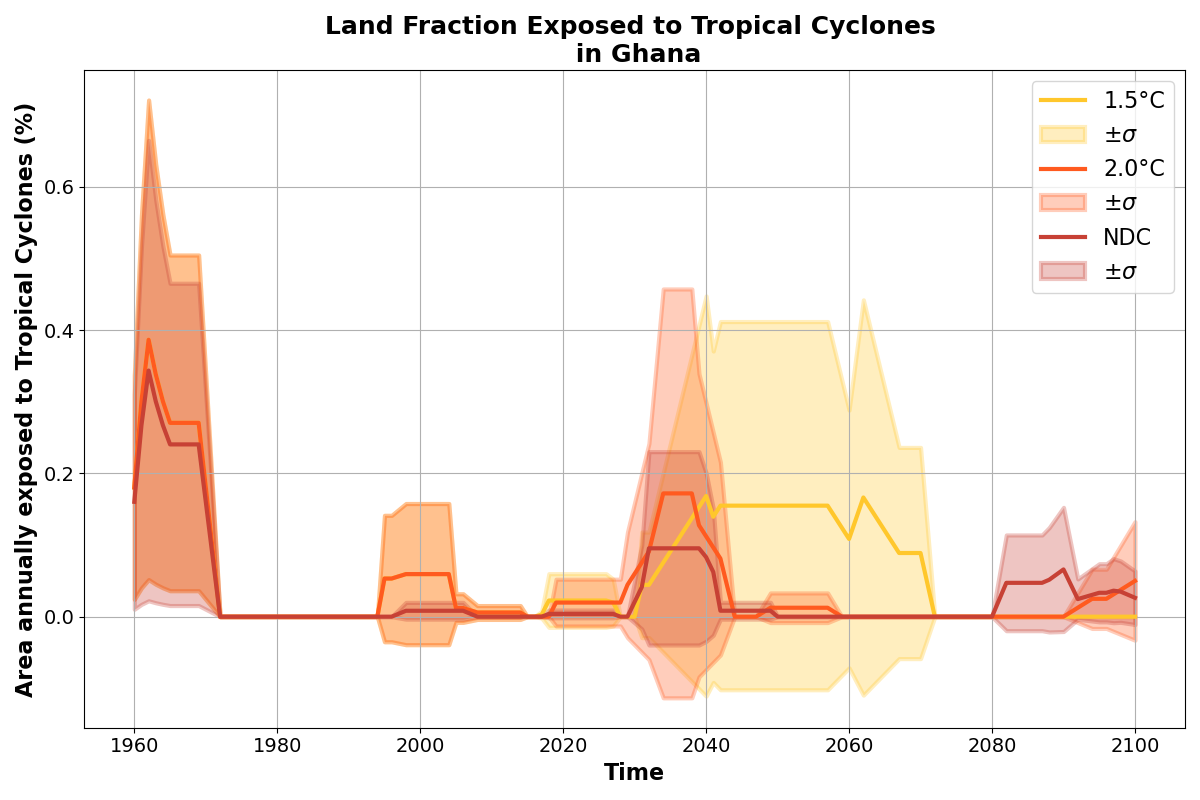 Land Fraction Exposed to Tropical Cyclones
in Ghana
Area annually exposed to Tropical Cyclones (%)
0.6
0.4
0.2
0.0
1960 1980 2000 2020 2040 2060 2080 2100
Time
1.5°C
±σ
2.0°C
±σ
NDC
±σ